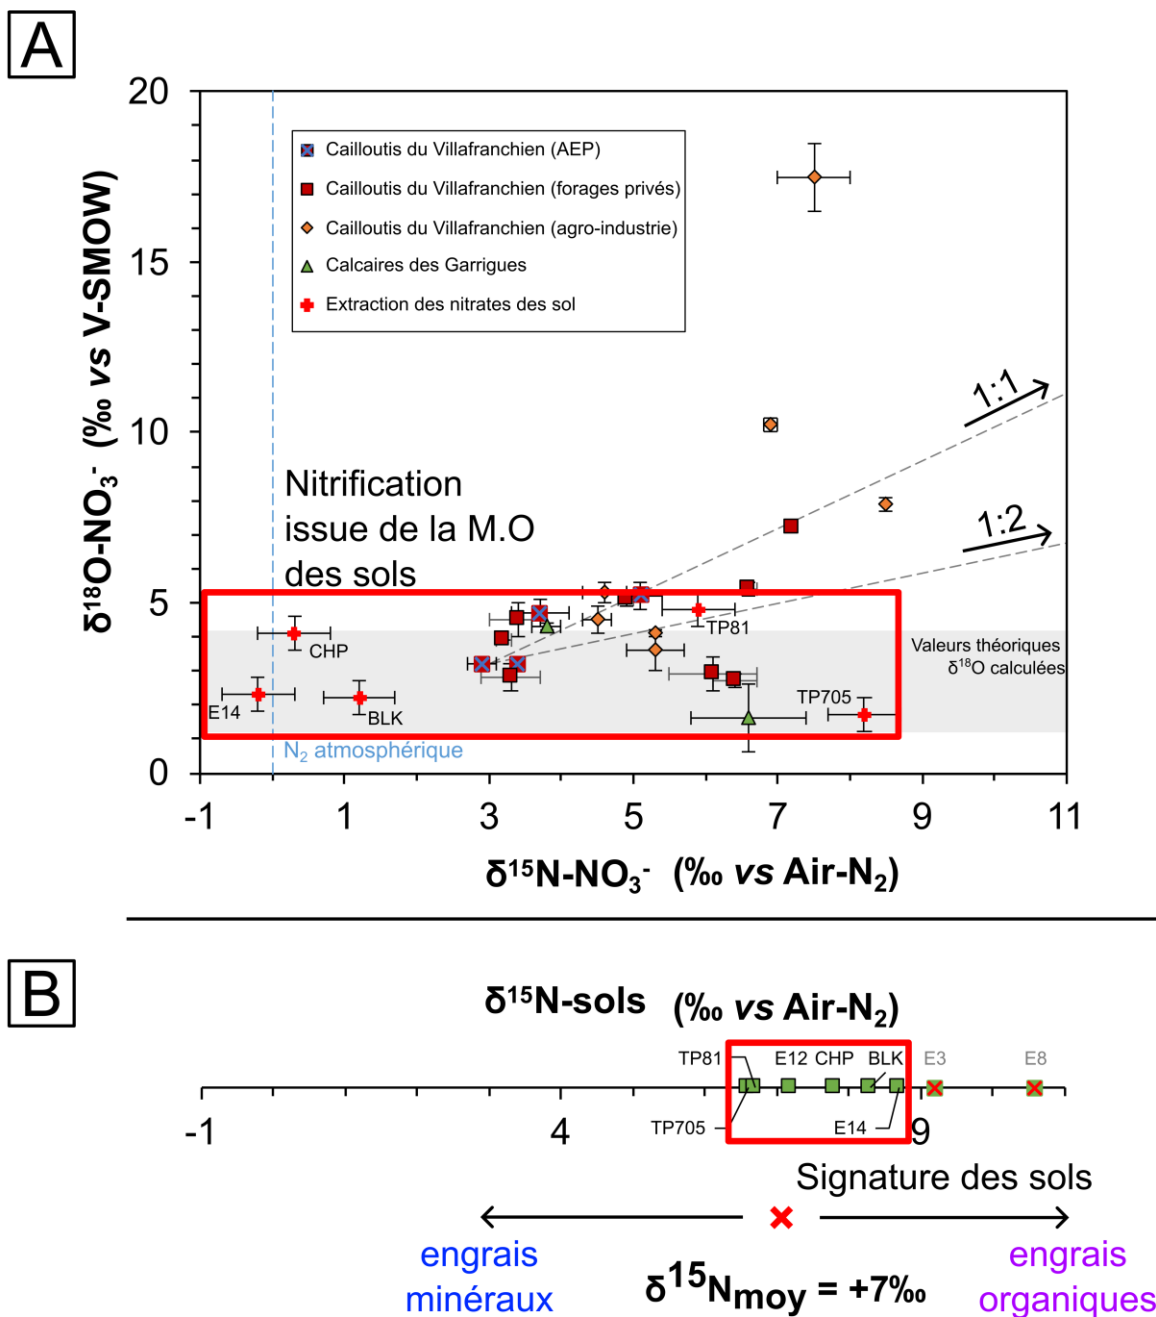 A
δ¹⁸O-NO₃⁻ (‰ vs V-SMOW)
20
15
10
5
0
Cailloutis du Villafranchien (AEP)
Cailloutis du Villafranchien (forages privés)
Cailloutis du Villafranchien (agro-industrie)
Calcaires des Garrigues
Extraction des nitrates des sol
1:1
1:2
Nitrification
issue de la M.O
des sols
CHP
E14
BLK
TP81
TP705
Valeurs théoriques
δ¹⁸O calculées
N₂ atmosphérique
-1 1 3 5 7 9 11
δ¹⁵N-NO₃⁻ (‰ vs Air-N₂)
B
δ¹⁵N-sols (‰ vs Air-N₂)
TP81 E12 CHP BLK E3 E8
TP705 E14
-1 4 9
Signature des sols
engrais
minéraux
δ¹⁵Nmoy = +7‰
engrais
organiques